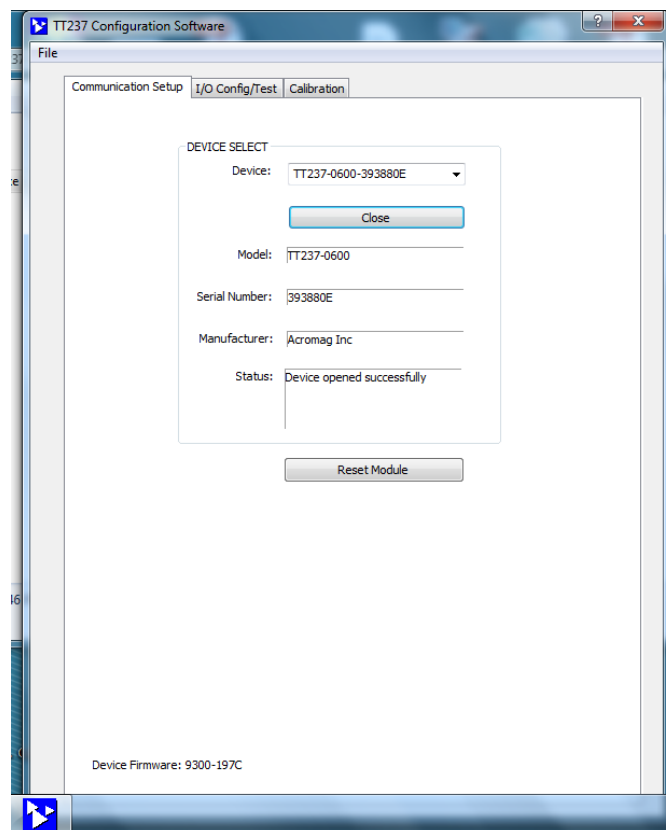 TT237 Configuration Software
?
File
Communication Setup I/O Config/Test Calibration
DEVICE SELECT
Device: TT237-0600-393880E
Close
Model: TT237-0600
Serial Number: 393880E
Manufacturer: Acromag Inc
Status: Device opened successfully
Reset Module
46
Device Firmware: 9300-197C